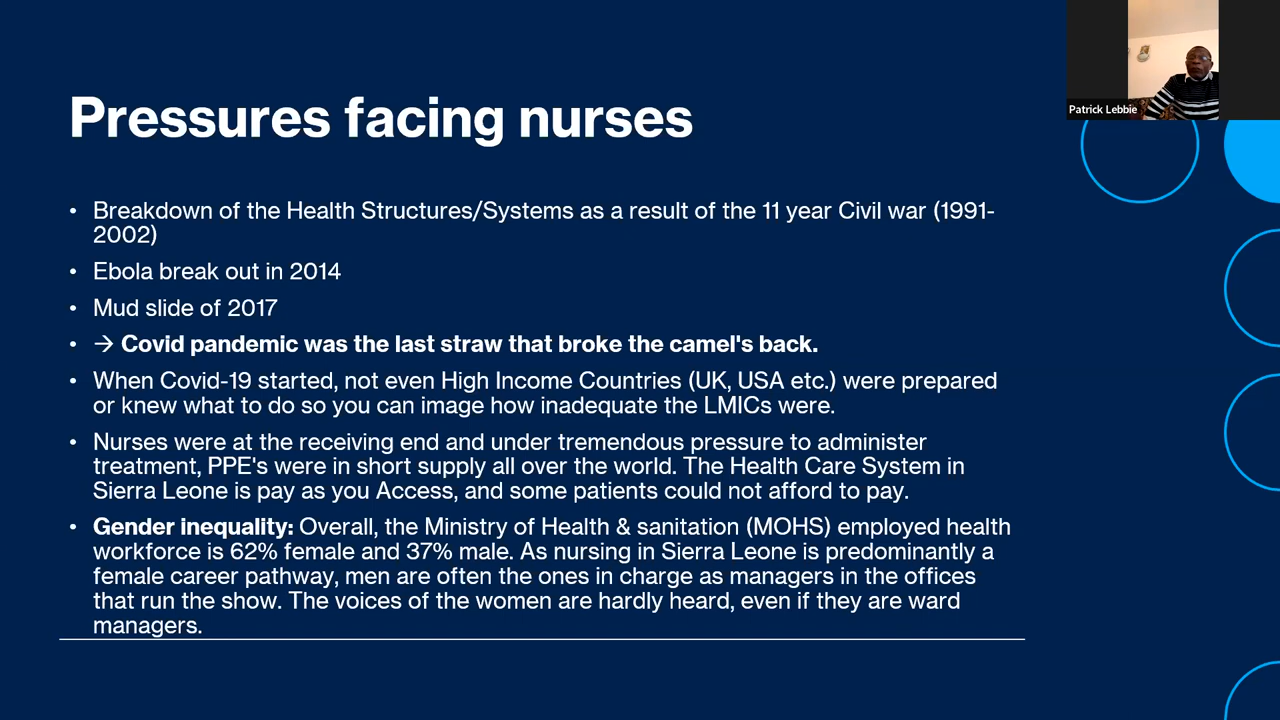 Patrick Lebbie
Pressures facing nurses
• Breakdown of the Health Structures/Systems as a result of the 11 year Civil war (1991-
2002)
• Ebola break out in 2014
• Mud slide of 2017
• → Covid pandemic was the last straw that broke the camel's back.
• When Covid-19 started, not even High Income Countries (UK, USA etc.) were prepared
or knew what to do so you can image how inadequate the LMICs were.
• Nurses were at the receiving end and under tremendous pressure to administer
treatment, PPE's were in short supply all over the world. The Health Care System in
Sierra Leone is pay as you Access, and some patients could not afford to pay.
• Gender inequality: Overall, the Ministry of Health & sanitation (MOHS) employed health
workforce is 62% female and 37% male. As nursing in Sierra Leone is predominantly a
female career pathway, men are often the ones in charge as managers in the offices
that run the show. The voices of the women are hardly heard, even if they are ward
managers.